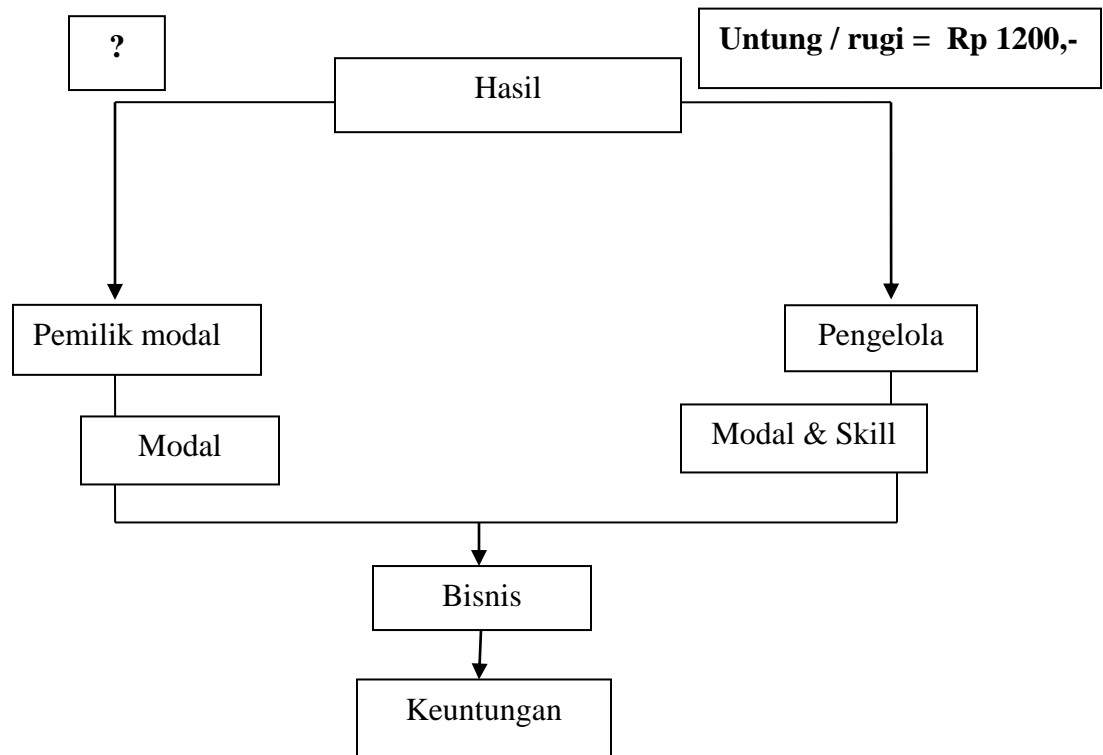 ?
Untung / rugi =  Rp 1200,-
Hasil
Pemilik modal
Pengelola
Modal
Modal & Skill
Bisnis
Keuntungan